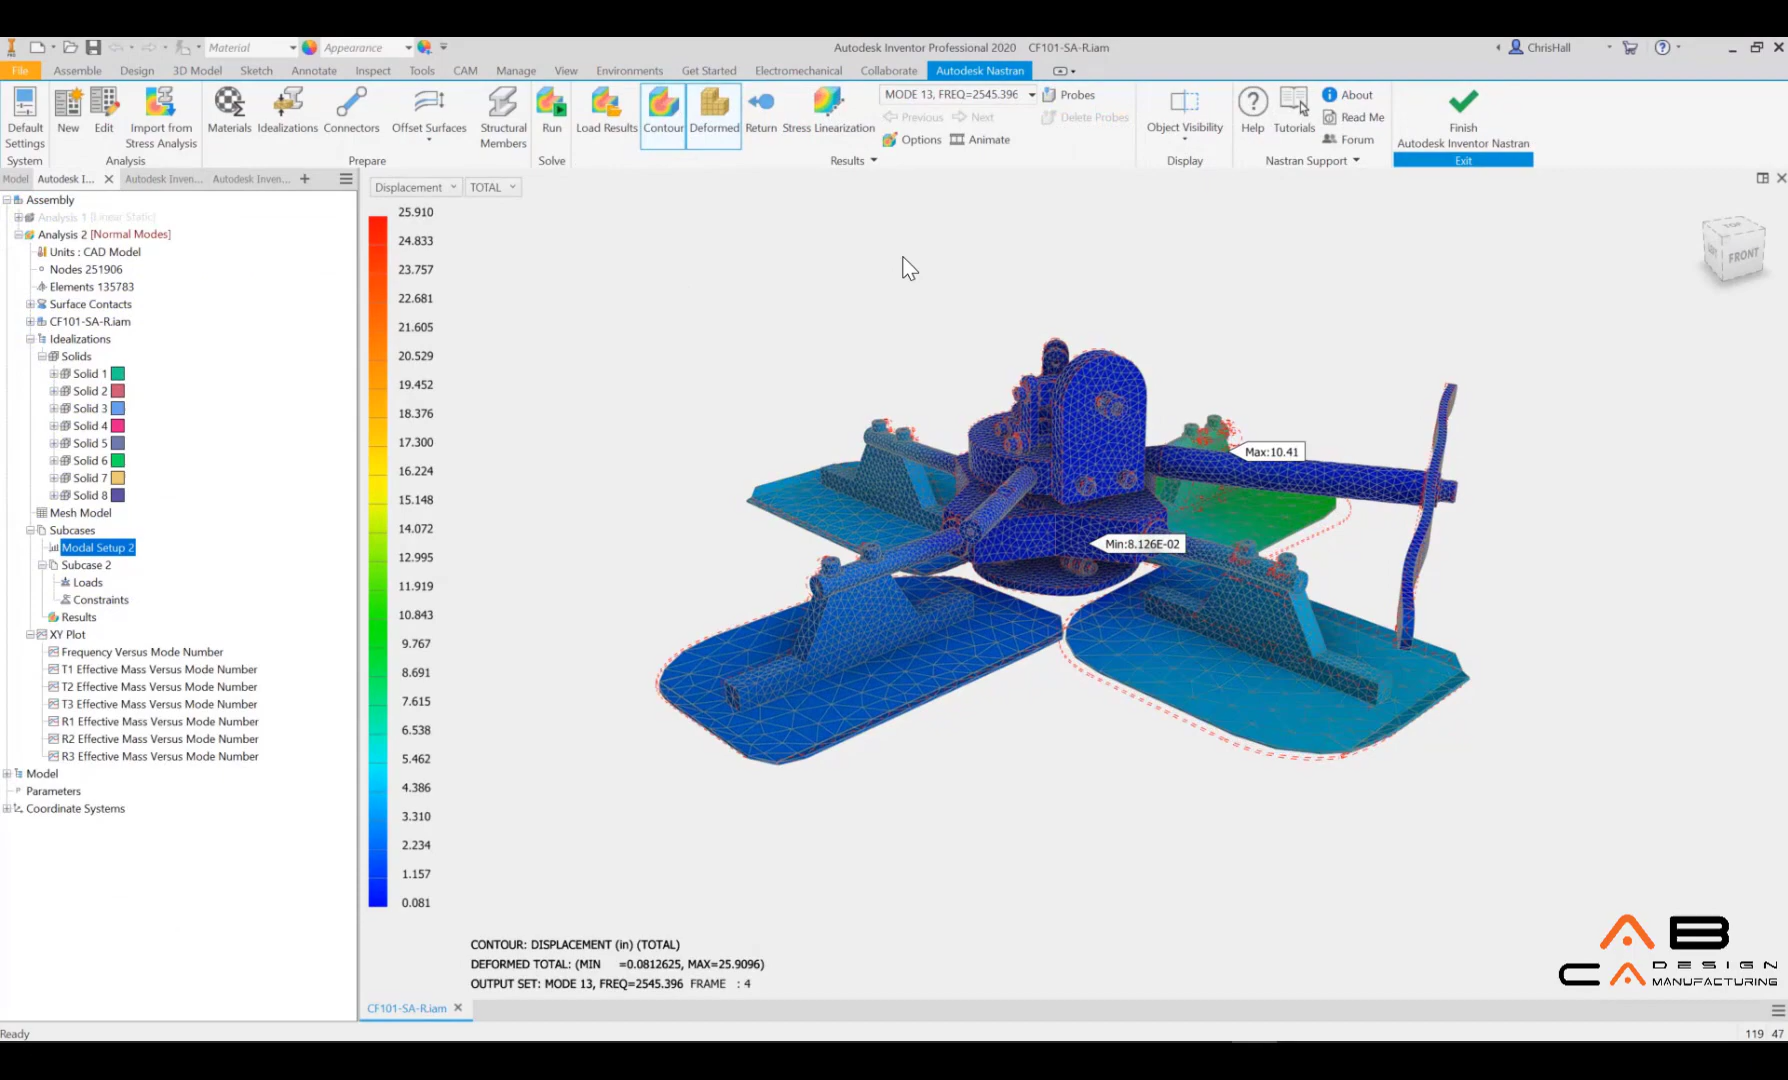 Material
Appearance
Autodesk Inventor Professional 2020 CF101-SA-R.iam
ChrisHall
File Assemble Design 3D Model Sketch Annotate Inspect Tools CAM Manage View Environments Get Started Electromechanical Collaborate Autodesk Nastran
Default Settings
New
Edit
Import from Stress Analysis
Materials
Idealizations
Connectors
Offset Surfaces
Structural Members
Run
Load Results
Contour
Deformed
Return
Stress Linearization
MODE 13, FREQ=2545.396
Previous Next
Options Animate
Probes
Delete Probes
Object Visibility
Help
Tutorials
About
Read Me
Forum
Finish
Autodesk Inventor Nastran
System Analysis Prepare Solve Results Display Nastran Support Exit
Model Autodesk I... Autodesk Inven... Autodesk Inven...
Displacement TOTAL
Assembly
Analysis 1 [Linear Static]
Analysis 2 [Normal Modes]
Units : CAD Model
Nodes 251906
Elements 135783
Surface Contacts
CF101-SA-R.iam
Idealizations
Solids
Solid 1
Solid 2
Solid 3
Solid 4
Solid 5
Solid 6
Solid 7
Solid 8
Mesh Model
Subcases
Modal Setup 2
Subcase 2
Loads
Constraints
Results
XY Plot
Frequency Versus Mode Number
T1 Effective Mass Versus Mode Number
T2 Effective Mass Versus Mode Number
T3 Effective Mass Versus Mode Number
R1 Effective Mass Versus Mode Number
R2 Effective Mass Versus Mode Number
R3 Effective Mass Versus Mode Number
Model
Parameters
Coordinate Systems
25.910
24.833
23.757
22.681
21.605
20.529
19.452
18.376
17.300
16.224
15.148
14.072
12.995
11.919
10.843
9.767
8.691
7.615
6.538
5.462
4.386
3.310
2.234
1.157
0.081
TOP
FRONT
Max:10.41
Min:8.126E-02
CONTOUR: DISPLACEMENT (in) (TOTAL)
DEFORMED TOTAL: (MIN =0.0812625, MAX=25.9096)
OUTPUT SET: MODE 13, FREQ=2545.396 FRAME : 4
CF101-SA-R.iam
AB
CA DESIGN
MANUFACTURING
Ready
119 47